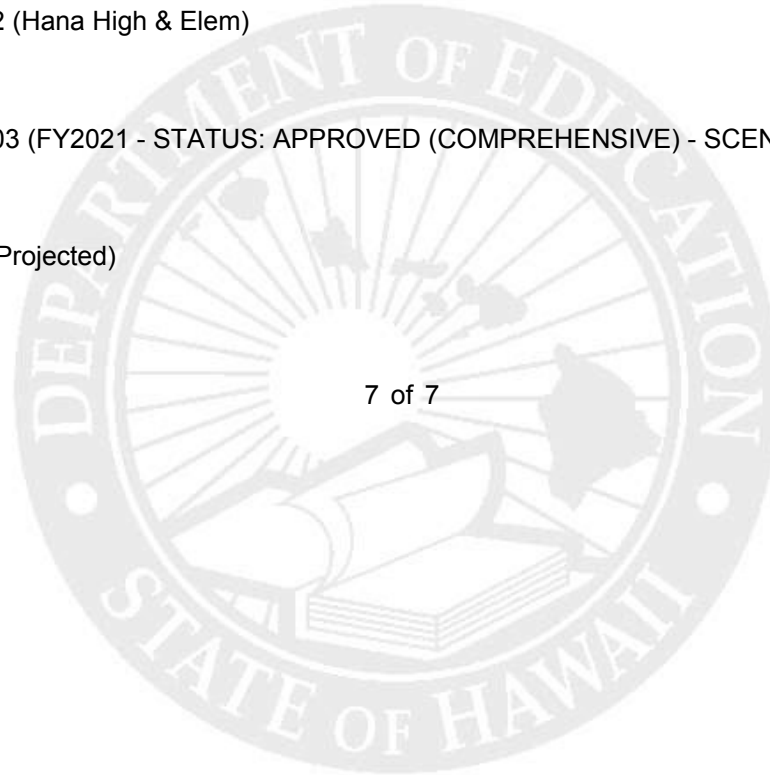 2 (Hana High & Elem)
03 (FY2021 - STATUS: APPROVED (COMPREHENSIVE) - SCEN
Projected)
7 of 7
DEPARTMENT OF EDUCATION
STATE OF HAWAII